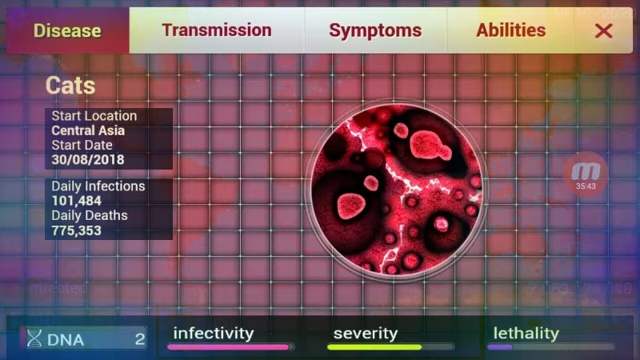 Disease
Transmission
Symptoms
Abilities
X
Cats
Start Location
Central Asia
Start Date
30/08/2018
Daily Infections
101,484
Daily Deaths
775,353
m
35:43
DNA
2
infectivity
severity
lethality